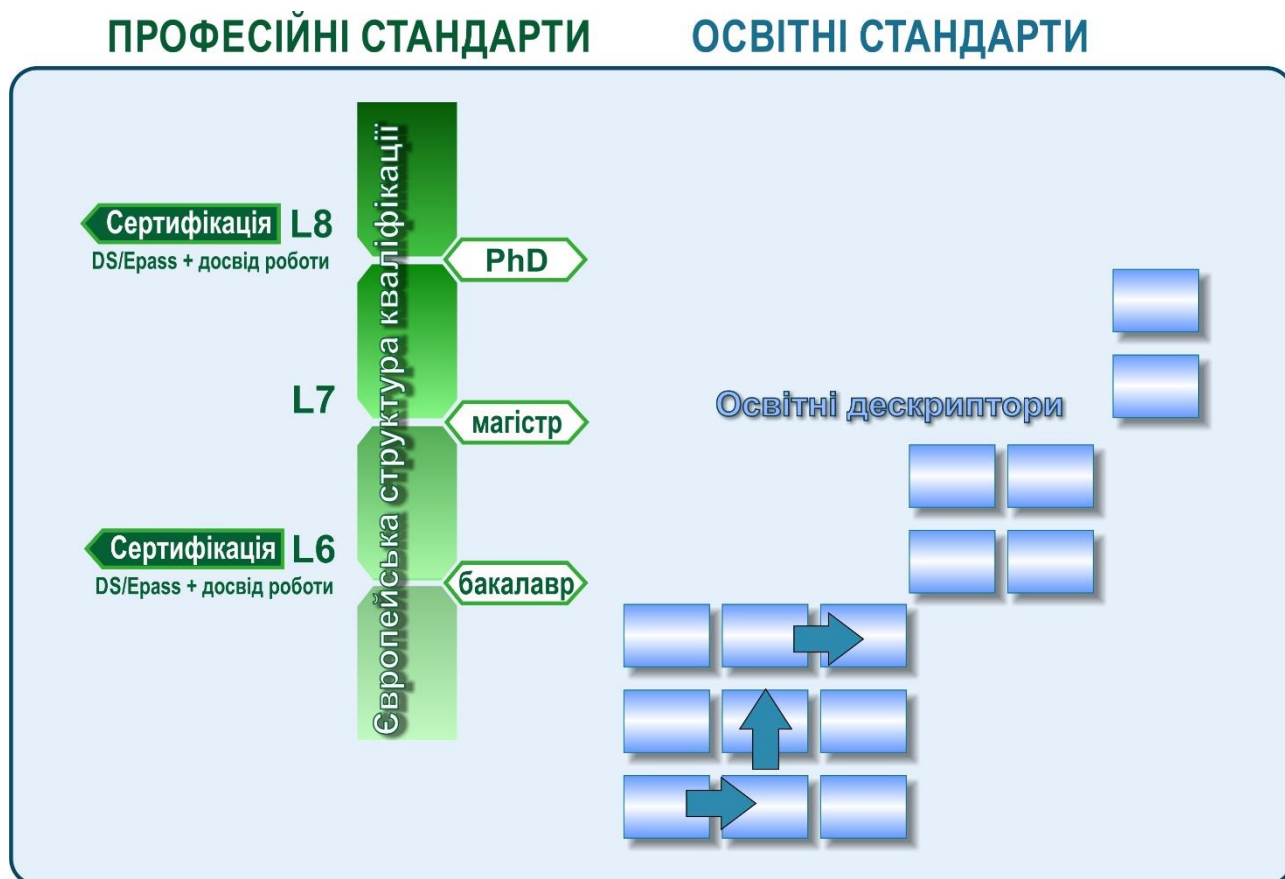 ПРОФЕСІЙНІ СТАНДАРТИ
ОСВІТНІ СТАНДАРТИ
Європейська структура кваліфікації
Сертифікація L8
DS/Epass + досвід роботи
PhD
L7
магістр
Сертифікація L6
DS/Epass + досвід роботи
бакалавр
Освітні дескриптори